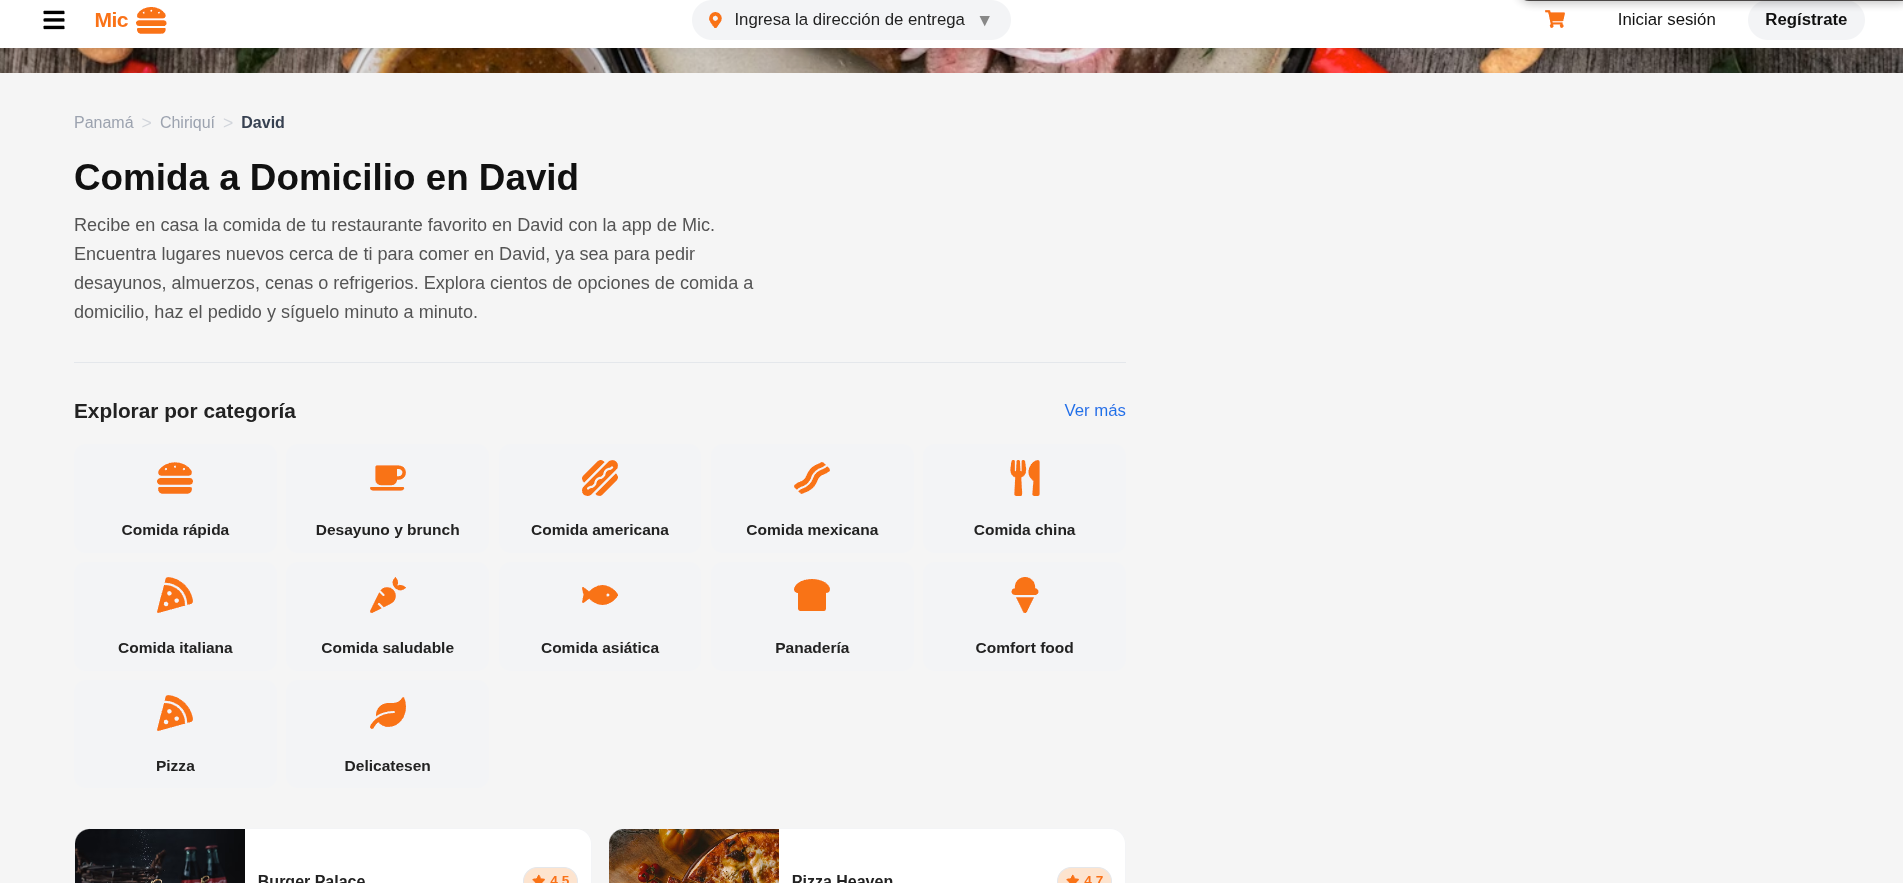 Mic
Ingresa la dirección de entrega ▼
Iniciar sesión
Regístrate
Panamá > Chiriquí > David
Comida a Domicilio en David
Recibe en casa la comida de tu restaurante favorito en David con la app de Mic.
Encuentra lugares nuevos cerca de ti para comer en David, ya sea para pedir
desayunos, almuerzos, cenas o refrigerios. Explora cientos de opciones de comida a
domicilio, haz el pedido y síguelo minuto a minuto.
Explorar por categoría
Ver más
Comida rápida
Desayuno y brunch
Comida americana
Comida mexicana
Comida china
Comida italiana
Comida saludable
Comida asiática
Panadería
Comfort food
Pizza
Delicatesen
Burger Palace
4.5
Pizza Heaven
4.7